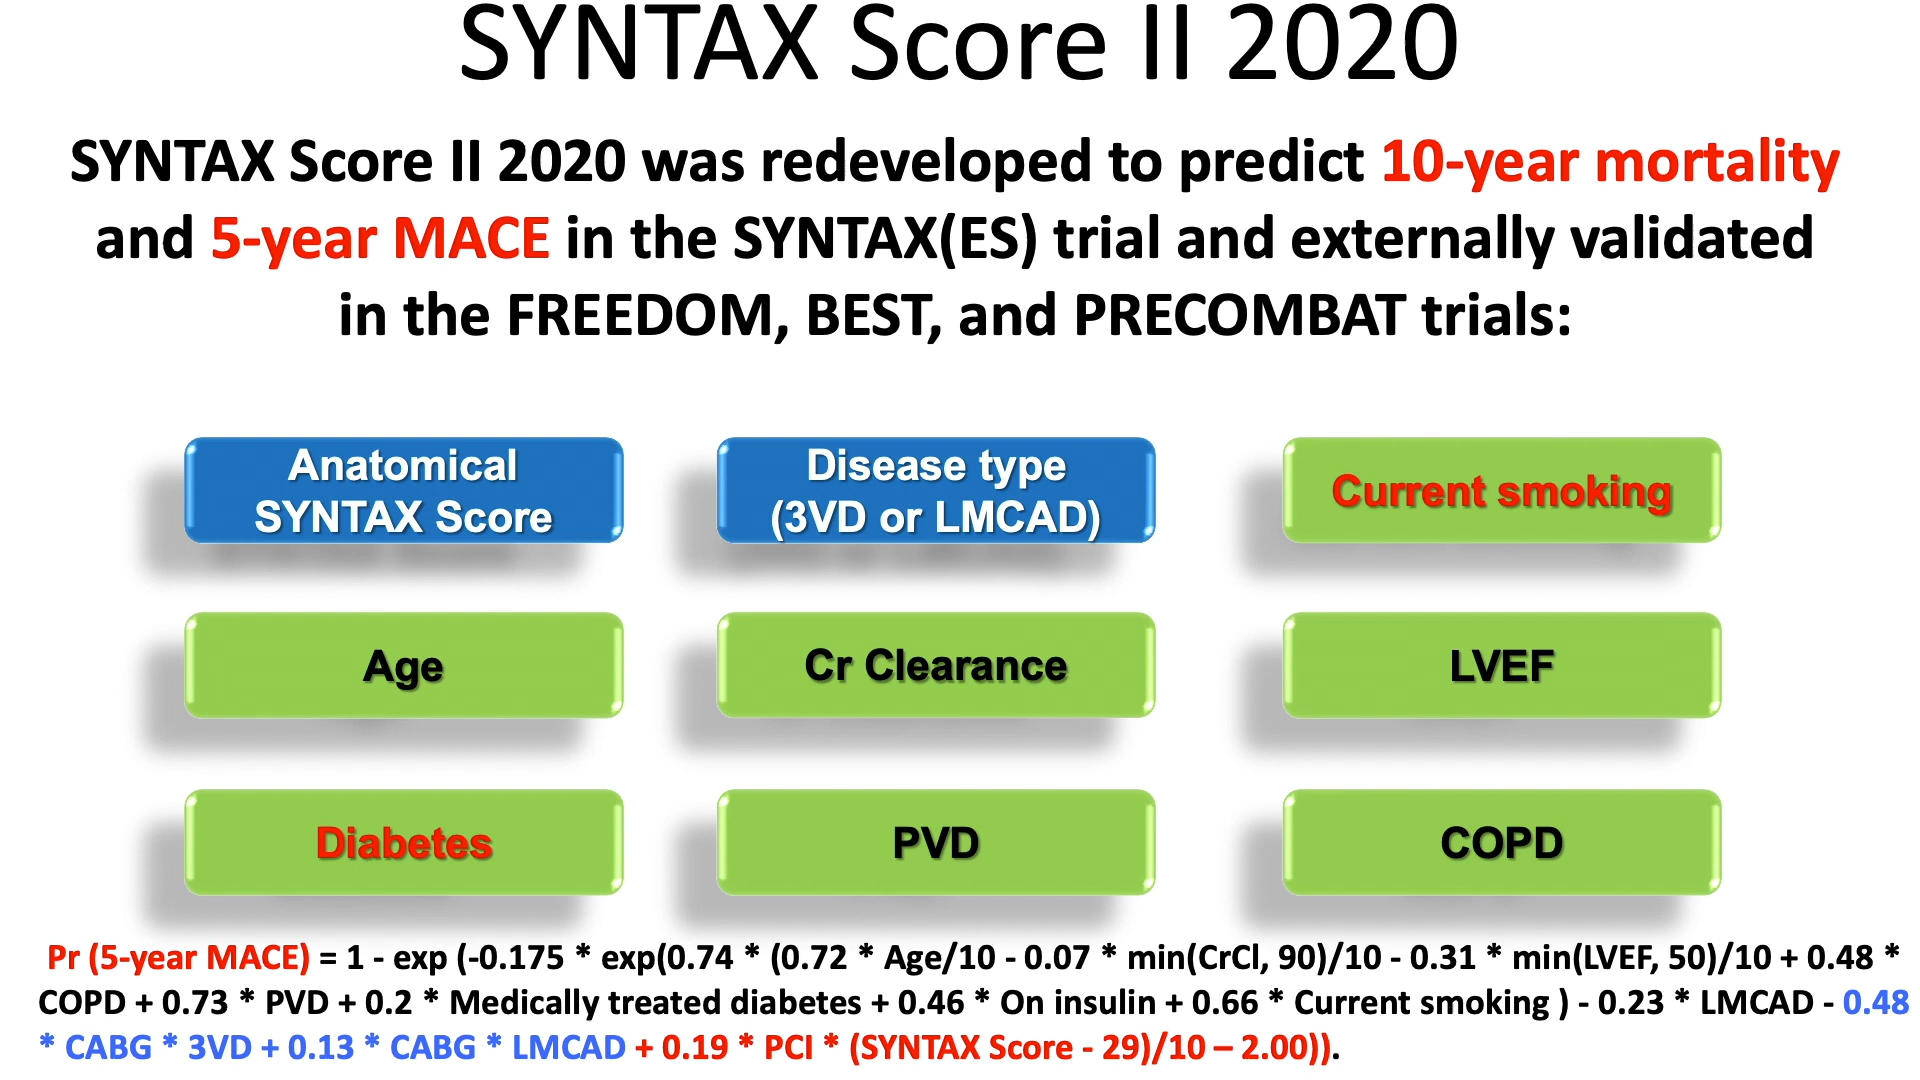 SYNTAX Score II 2020
SYNTAX Score II 2020 was redeveloped to predict 10-year mortality
and 5-year MACE in the SYNTAX(ES) trial and externally validated
in the FREEDOM, BEST, and PRECOMBAT trials:
Anatomical
SYNTAX Score
Disease type
(3VD or LMCAD)
Current smoking
Age
Cr Clearance
LVEF
Diabetes
PVD
COPD
Pr (5-year MACE) = 1 - exp (-0.175 * exp(0.74 * (0.72 * Age/10 - 0.07 * min(CrCl, 90)/10 - 0.31 * min(LVEF, 50)/10 + 0.48 *
COPD + 0.73 * PVD + 0.2 * Medically treated diabetes + 0.46 * On insulin + 0.66 * Current smoking ) - 0.23 * LMCAD - 0.48
* CABG * 3VD + 0.13 * CABG * LMCAD + 0.19 * PCI * (SYNTAX Score - 29)/10 – 2.00)).